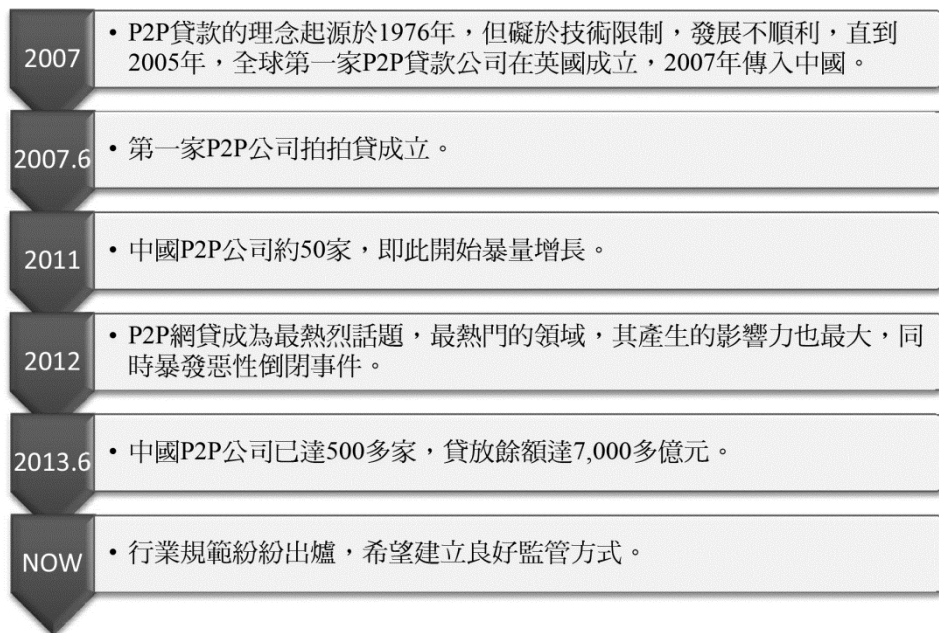 2007
• P2P貸款的理念起源於1976年，但礙於技術限制，發展不順利，直到
2005年，全球第一家P2P貸款公司在英國成立，2007年傳入中國。
2007.6
• 第一家P2P公司拍拍貸成立。
2011
• 中國P2P公司約50家，即此開始暴量增長。
2012
• P2P網貸成為最熱烈話題，最熱門的領域，其產生的影響力也最大，同
時暴發惡性倒閉事件。
2013.6
• 中國P2P公司已達500多家，貸放餘額達7,000多億元。
NOW
• 行業規範紛紛出爐，希望建立良好監管方式。